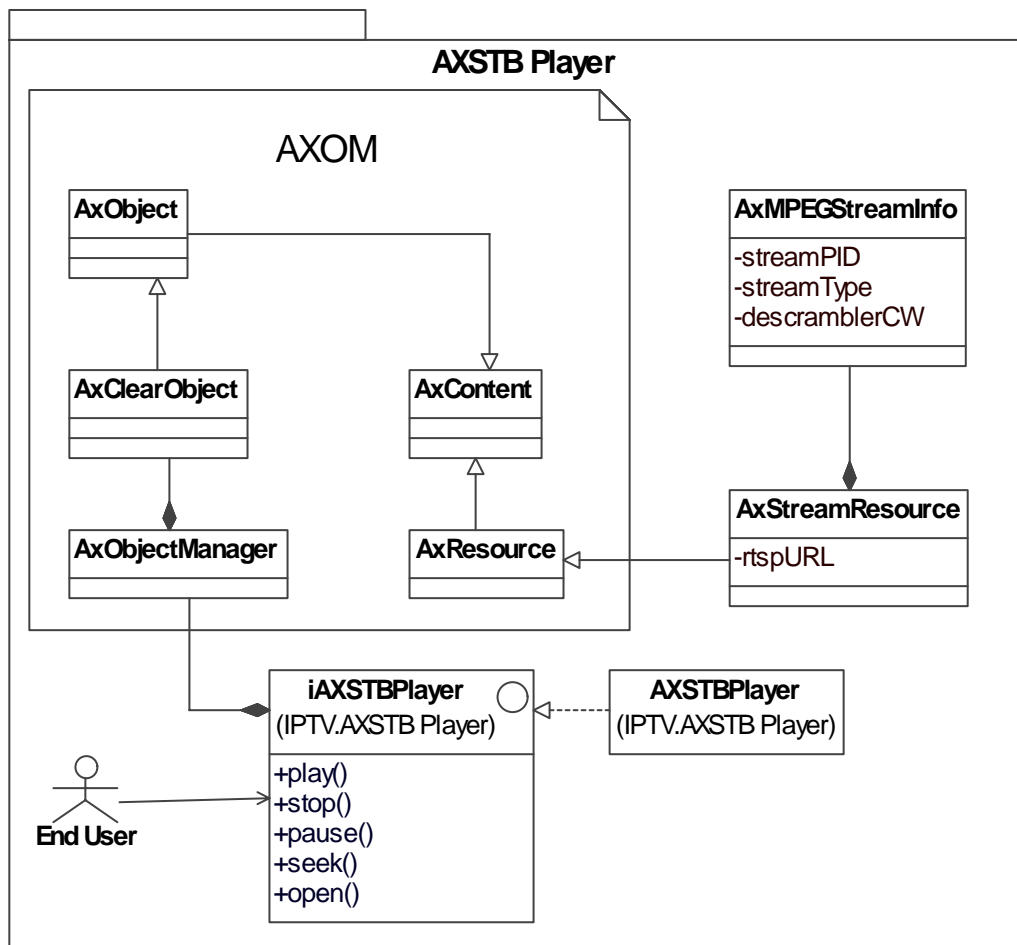 AXSTB Player
AXOM
AxObject
AxMPEGStreamInfo
-streamPID
-streamType
-descramblerCW
AxClearObject
AxContent
AxObjectManager
AxResource
AxStreamResource
-rtspURL
iAXSTBPlayer
(IPTV.AXSTB Player)
+play()
+stop()
+pause()
+seek()
+open()
AXSTBPlayer
(IPTV.AXSTB Player)
End User